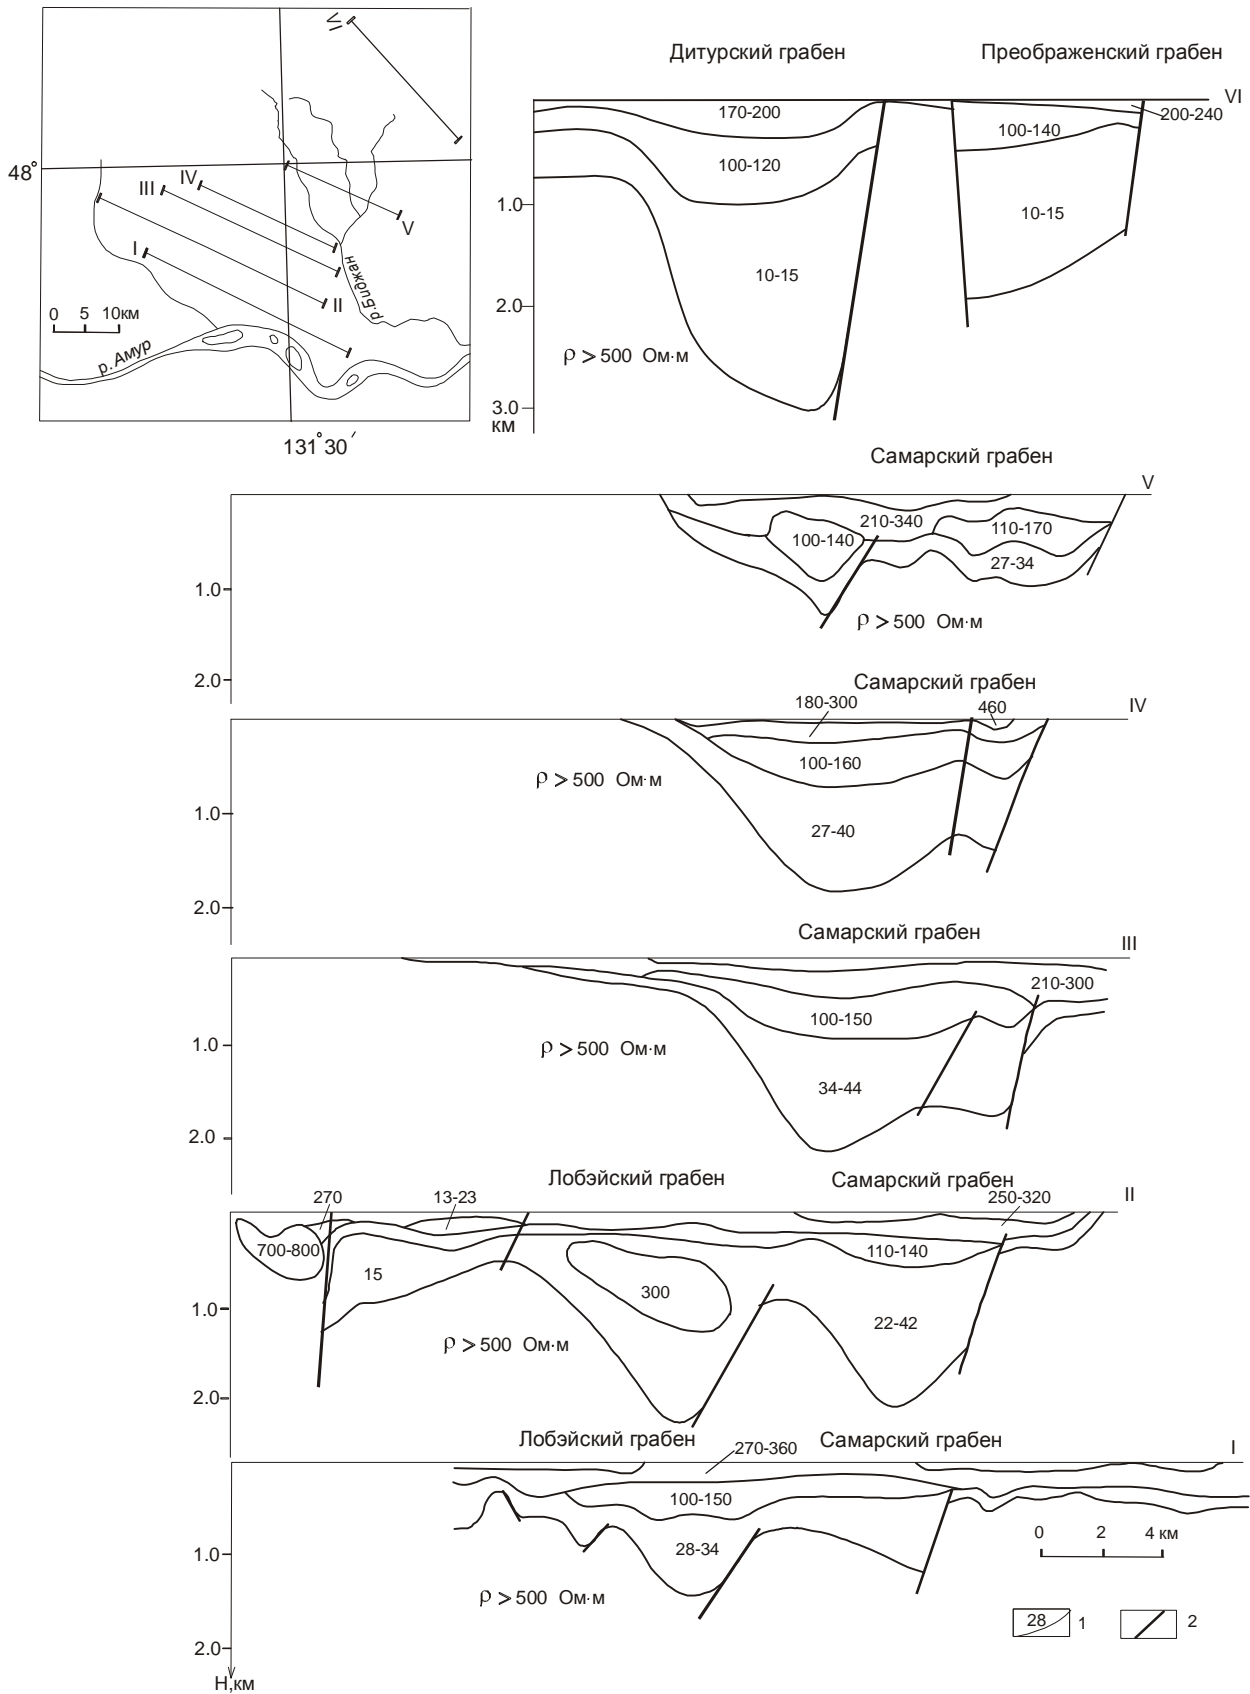 VI
48°
III
IV
V
I
II
р.Биджан
0 5 10км
р. Амур
131°30′
Дитурский грабен Преображенский грабен
VI
170-200
200-240
100-140
100-120
1.0
10-15
10-15
2.0
ρ > 500 Ом·м
3.0
км
Самарский грабен
V
210-340
110-170
100-140
27-34
1.0
ρ > 500 Ом·м
2.0
Самарский грабен
180-300
460
IV
100-160
ρ > 500 Ом·м
1.0
27-40
2.0
Самарский грабен
III
210-300
100-150
1.0
ρ > 500 Ом·м
34-44
2.0
Лобэйский грабен Самарский грабен
270
13-23
250-320
II
700-800
110-140
15
300
1.0
22-42
ρ > 500 Ом·м
2.0
Лобэйский грабен Самарский грабен
270-360
I
100-150
0 2 4 км
28-34
1.0
ρ > 500 Ом·м
28 1 2
2.0
Н,км